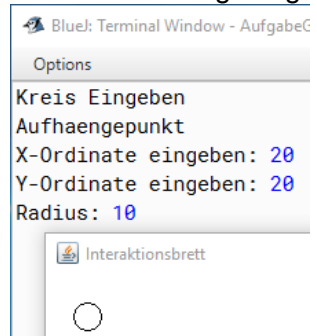 BlueJ: Terminal Window - AufgabeG
Options
Kreis Eingeben
Aufhaengepunkt
X-Ordinate eingeben: 20
Y-Ordinate eingeben: 20
Radius: 10
Interaktionsbrett